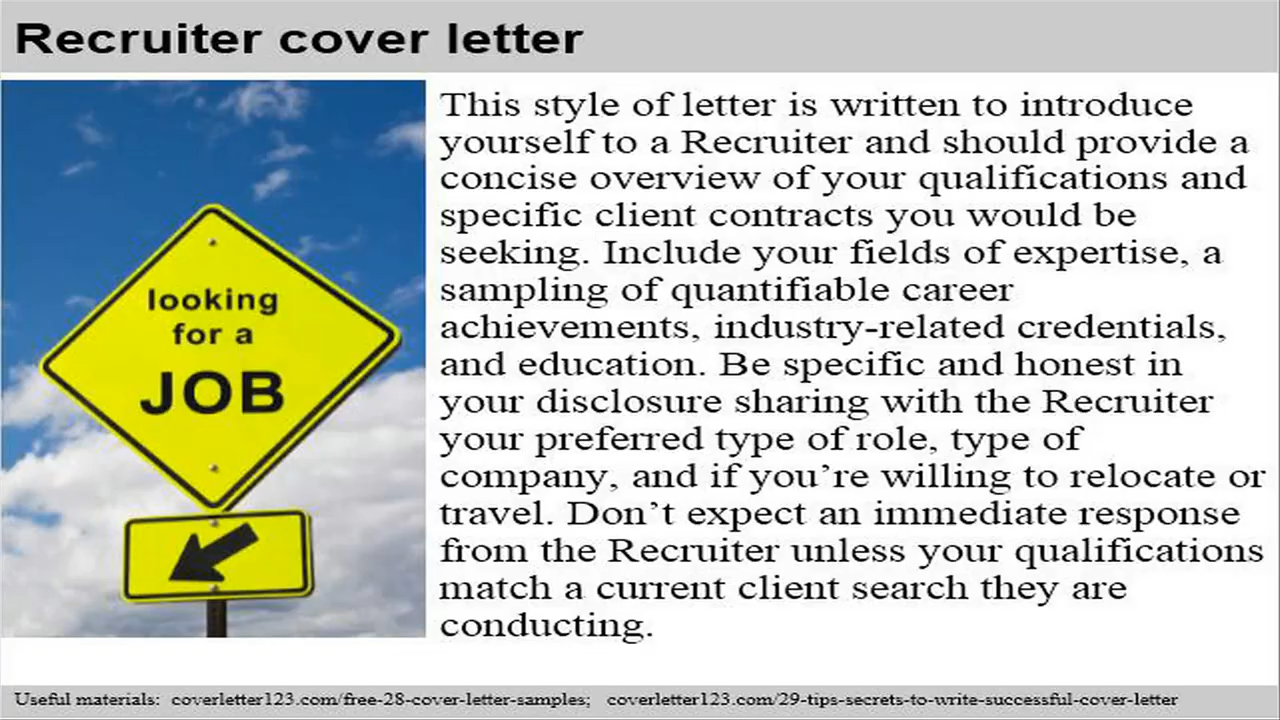 Recruiter cover letter
looking
for a
JOB
This style of letter is written to introduce
yourself to a Recruiter and should provide a
concise overview of your qualifications and
specific client contracts you would be
seeking. Include your fields of expertise, a
sampling of quantifiable career
achievements, industry-related credentials,
and education. Be specific and honest in
your disclosure sharing with the Recruiter
your preferred type of role, type of
company, and if you’re willing to relocate or
travel. Don’t expect an immediate response
from the Recruiter unless your qualifications
match a current client search they are
conducting.
Useful materials: coverletter123.com/free-28-cover-letter-samples; coverletter123.com/29-tips-secrets-to-write-successful-cover-letter